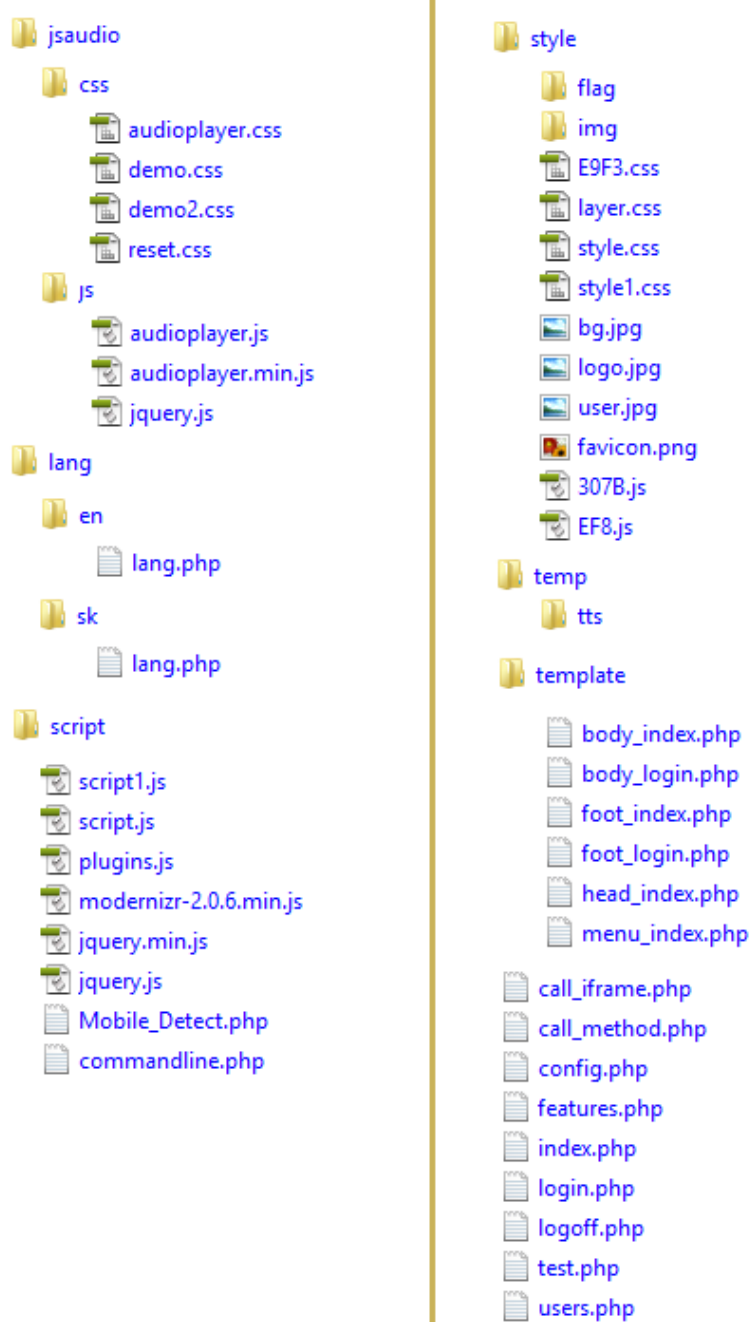 jsaudio
css
audioplayer.css
demo.css
demo2.css
reset.css
js
audioplayer.js
audioplayer.min.js
jquery.js
lang
en
lang.php
sk
lang.php
script
script1.js
script.js
plugins.js
modernizr-2.0.6.min.js
jquery.min.js
jquery.js
Mobile_Detect.php
commandline.php
style
flag
img
E9F3.css
layer.css
style.css
style1.css
bg.jpg
logo.jpg
user.jpg
favicon.png
307B.js
EF8.js
temp
tts
template
body_index.php
body_login.php
foot_index.php
foot_login.php
head_index.php
menu_index.php
call_iframe.php
call_method.php
config.php
features.php
index.php
login.php
logoff.php
test.php
users.php